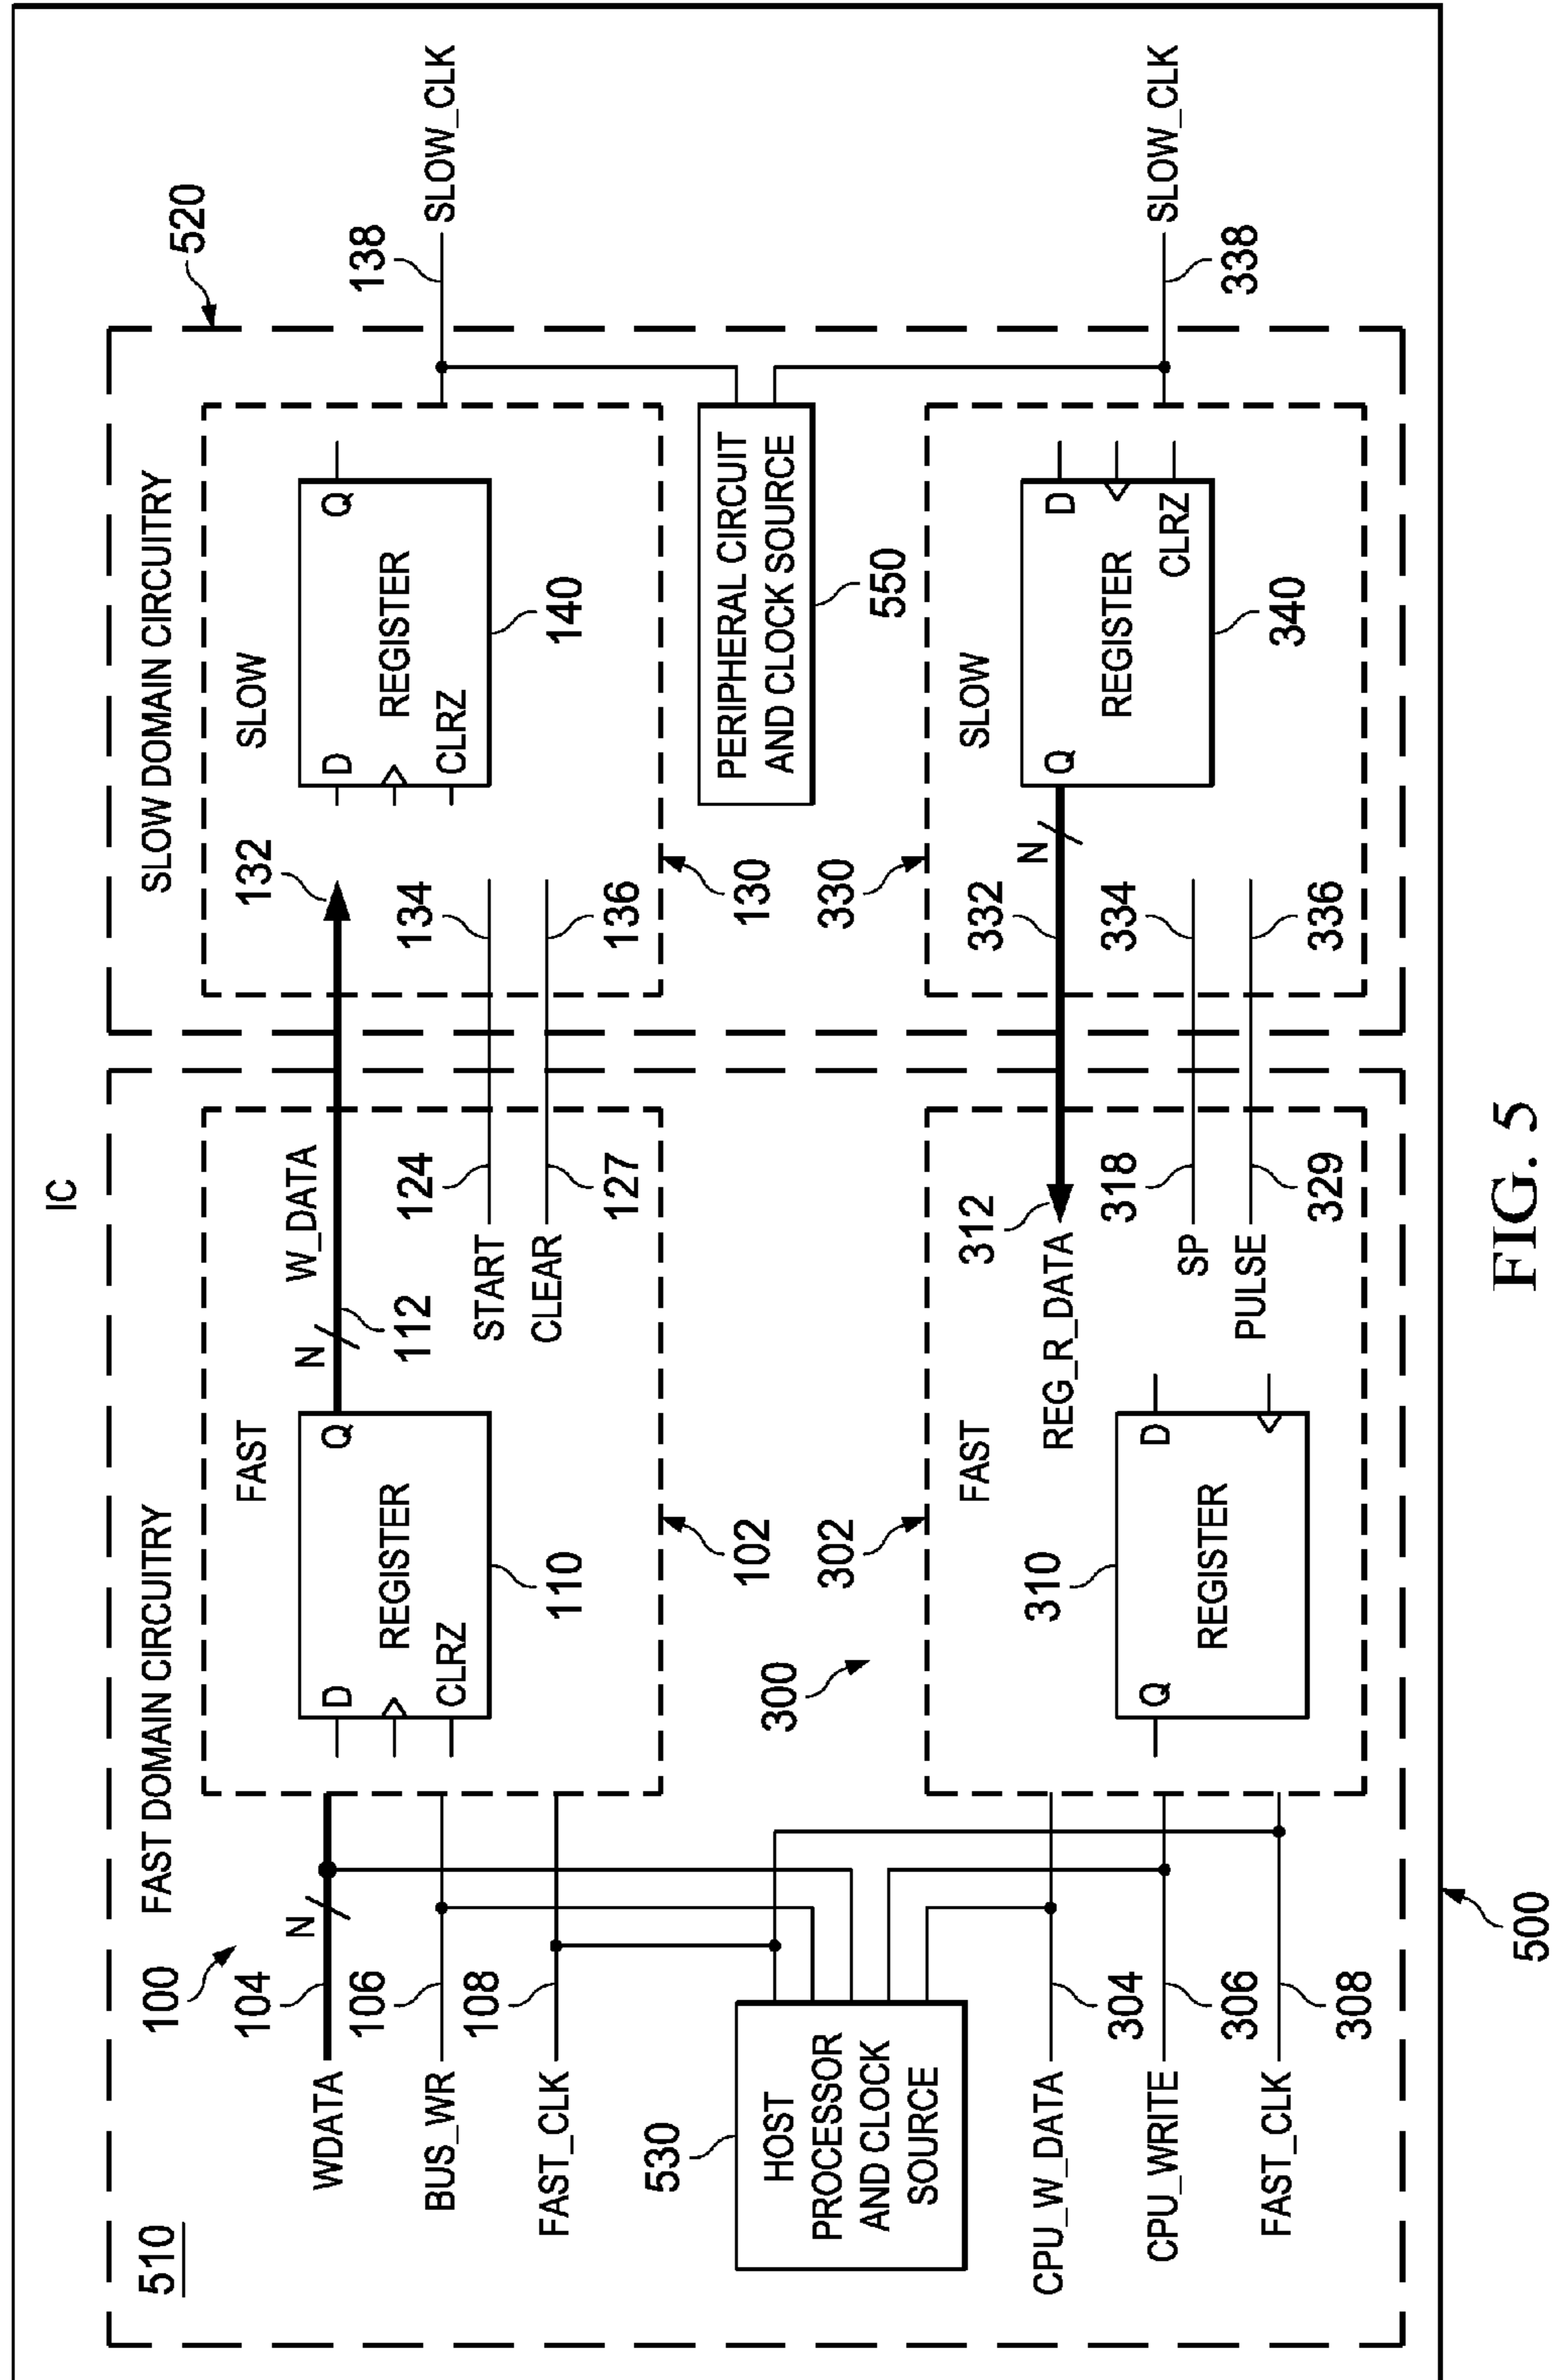 IC
510
100
FAST DOMAIN CIRCUITRY
SLOW DOMAIN CIRCUITRY
520
104
N
WDATA
106
BUS_WR
108
FAST_CLK
FAST
D
Q
REGISTER
CLRZ
110
102
N
W_DATA
112
START
124
CLEAR
127
132
134
136
SLOW
D
Q
REGISTER
CLRZ
140
130
138
SLOW_CLK
530
HOST
PROCESSOR
AND CLOCK
SOURCE
300
PERIPHERAL CIRCUIT
AND CLOCK SOURCE
550
CPU_W_DATA
304
CPU_WRITE
306
FAST_CLK
308
302
FAST
310
Q
D
REGISTER
312
REG_R_DATA
318
SP
PULSE
329
330
332
N
334
336
SLOW
Q
D
REGISTER
CLRZ
340
338
SLOW_CLK
500
FIG. 5